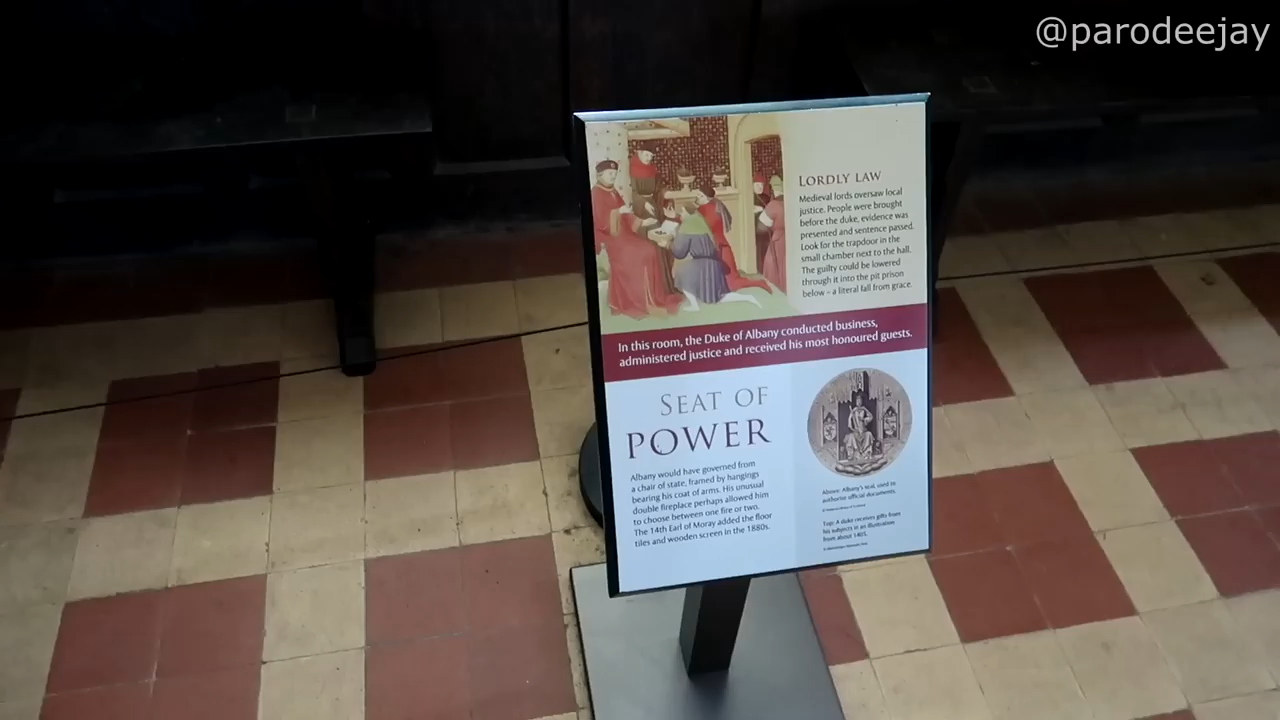 @parodeejay
LORDLY LAW
Medieval lords oversaw local
justice. People were brought
before the duke, evidence was
presented and sentence passed.
Look for the trapdoor in the
small chamber next to the hall.
The guilty could be lowered
through it into the pit prison
below – a literal fall from grace.
In this room, the Duke of Albany conducted business,
administered justice and received his most honoured guests.
SEAT OF
POWER
Albany would have governed from
a chair of state, framed by hangings
bearing his coat of arms. His unusual
double fireplace perhaps allowed him
to choose between one fire or two.
The 14th Earl of Moray added the floor
tiles and wooden screen in the 1880s.
Above: Albany's seal, used to
authorise official documents.
Top: A duke receives gifts from
his subjects in an illustration
from about 1405.